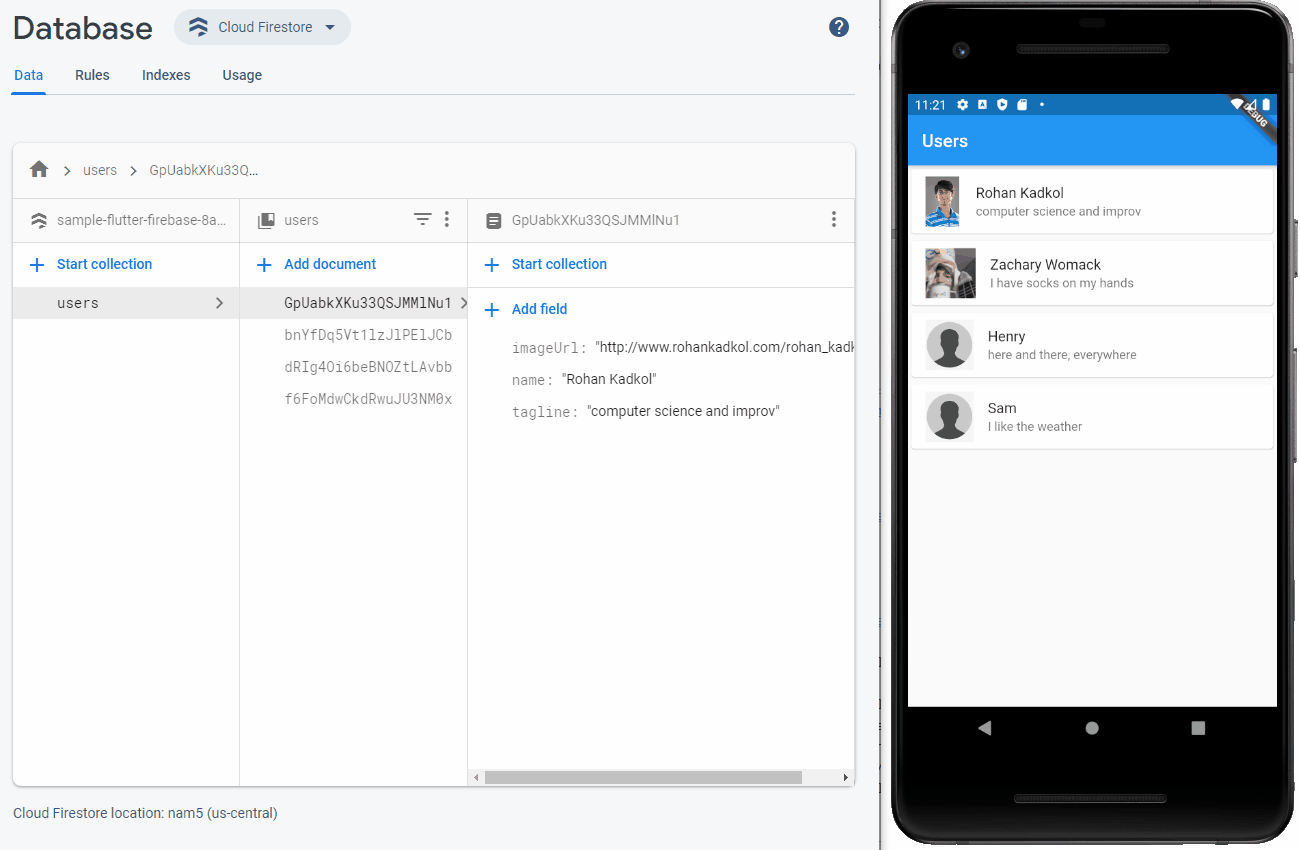 Database
Cloud Firestore
Data Rules Indexes Usage
users
GpUabkXKu33Q...
sample-flutter-firebase-8a...
users
GpUabkXKu33QSJMMlNu1
Start collection
Add document
Start collection
users
GpUabkXKu33QSJMMlNu1
bnYfDq5Vt1lzJlPElJCb
dRIg4Oi6beBNOZtLAvbb
f6FoMdwCkdRwuJU3NM0x
Add field
imageUrl: "http://www.rohankadkol.com/rohan_kadk
name: "Rohan Kadkol"
tagline: "computer science and improv"
Cloud Firestore location: nam5 (us-central)
11:21
DEBUG
Users
Rohan Kadkol
computer science and improv
Zachary Womack
I have socks on my hands
Henry
here and there, everywhere
Sam
I like the weather